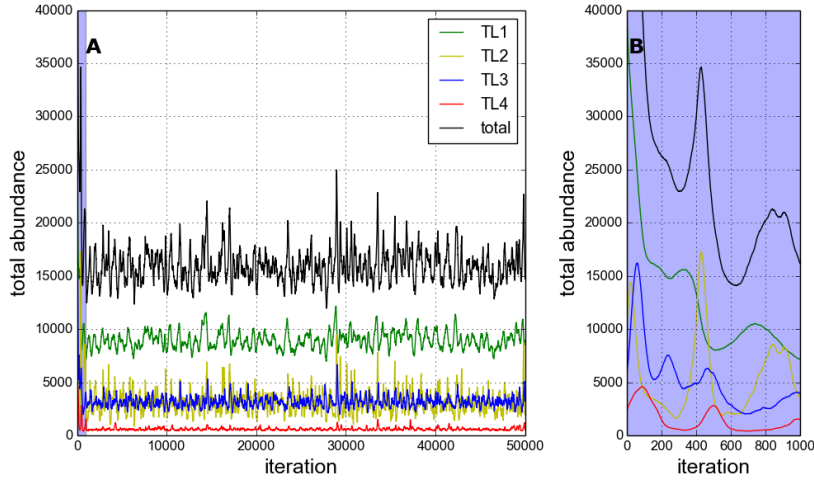 A
B
TL1
TL2
TL3
TL4
total
total abundance
40000
35000
30000
25000
20000
15000
10000
5000
0
0 10000 20000 30000 40000 50000
iteration
total abundance
40000
35000
30000
25000
20000
15000
10000
5000
0
0 200 400 600 800 1000
iteration